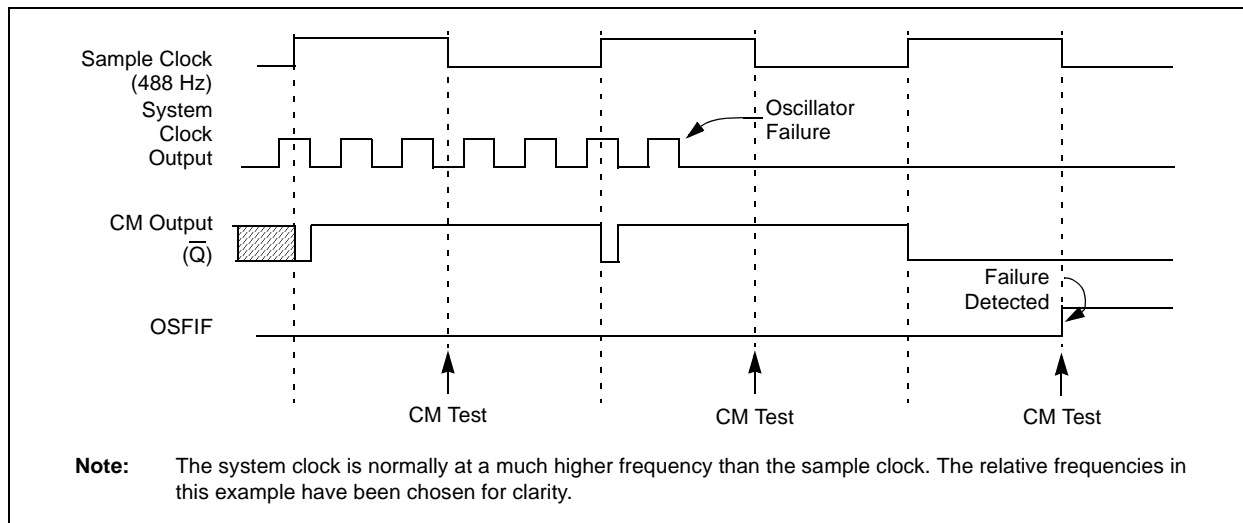 Sample Clock
(488 Hz)
System
Clock
Output
Oscillator
Failure
CM Output
(Q̅)
Failure
Detected
OSFIF
CM Test
CM Test
CM Test
Note: The system clock is normally at a much higher frequency than the sample clock. The relative frequencies in
this example have been chosen for clarity.